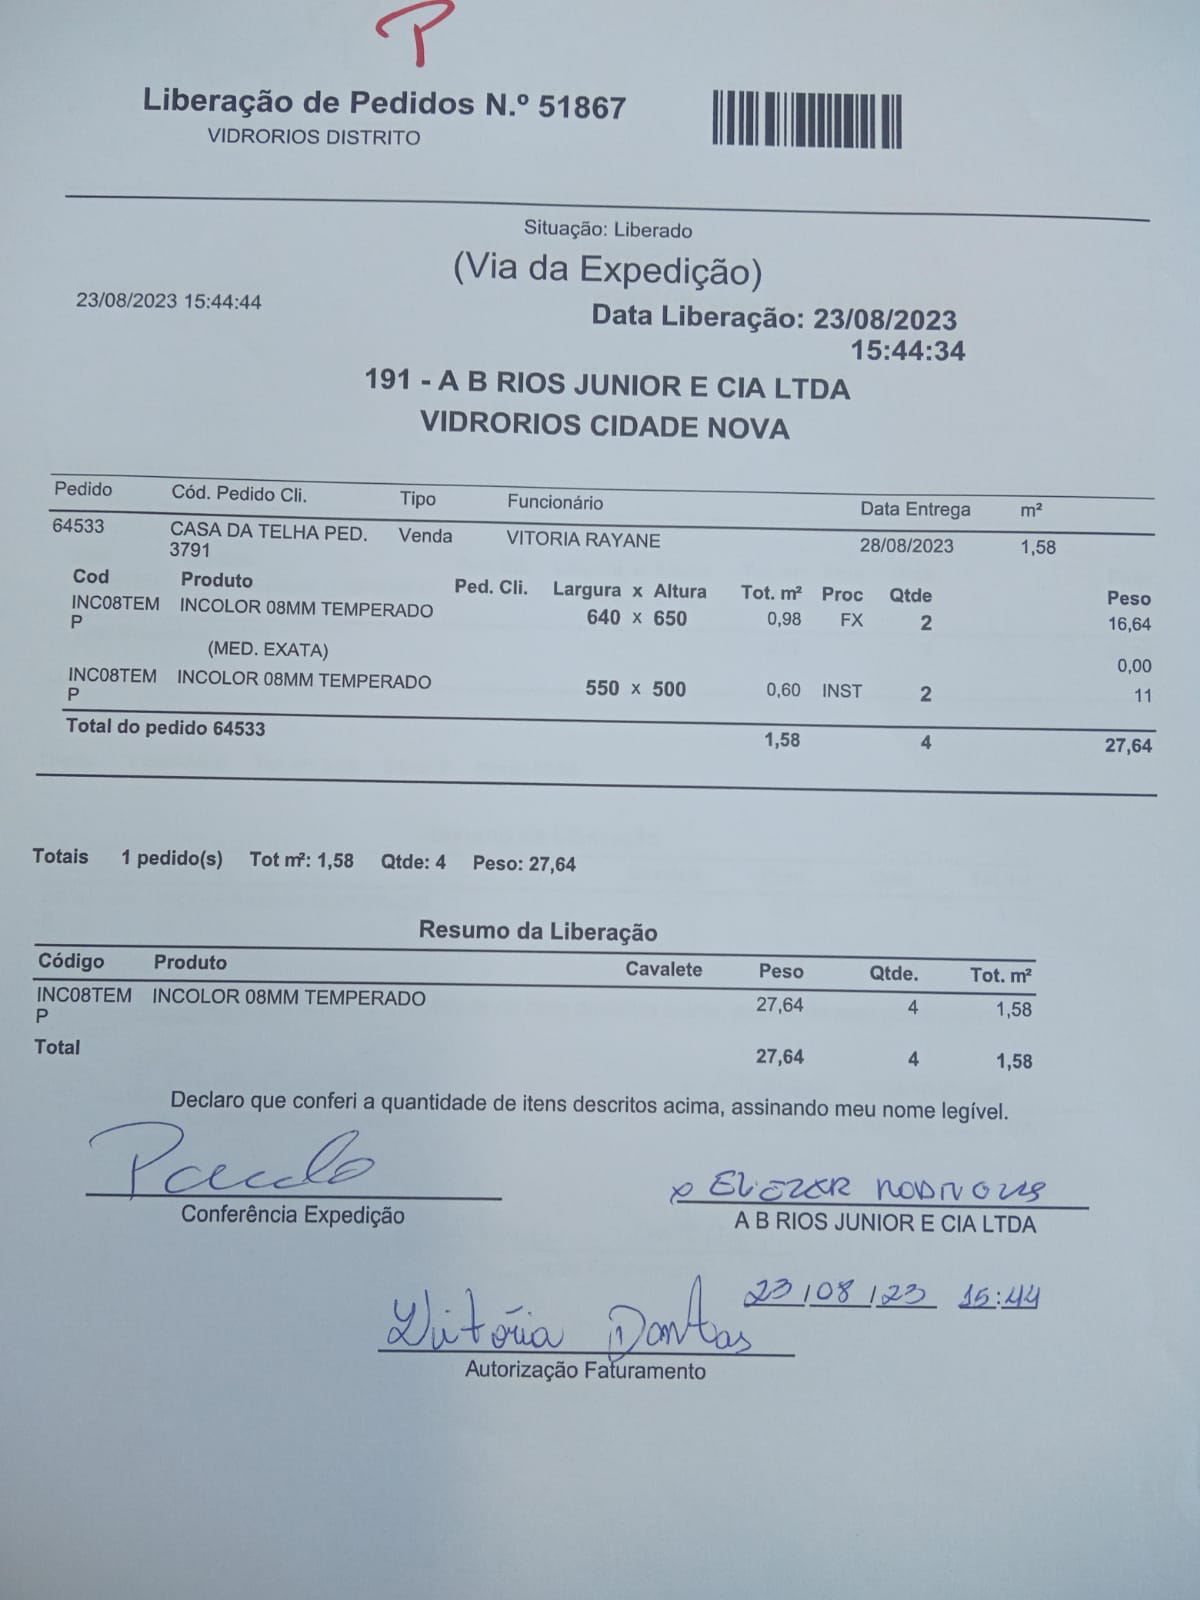 P
Liberação de Pedidos N.º 51867
VIDRORIOS DISTRITO
Situação: Liberado
(Via da Expedição)
23/08/2023 15:44:44
Data Liberação: 23/08/2023
15:44:34
191 - A B RIOS JUNIOR E CIA LTDA
VIDRORIOS CIDADE NOVA
Pedido Cód. Pedido Cli. Tipo Funcionário Data Entrega m²
64533 CASA DA TELHA PED. Venda VITORIA RAYANE 28/08/2023 1,58
3791
Cod Produto Ped. Cli. Largura x Altura Tot. m² Proc Qtde Peso
INC08TEM INCOLOR 08MM TEMPERADO 640 x 650 0,98 FX 2 16,64
P
(MED. EXATA) 0,00
INC08TEM INCOLOR 08MM TEMPERADO 550 x 500 0,60 INST 2 11
P
Total do pedido 64533 1,58 4 27,64
Totais 1 pedido(s) Tot m²: 1,58 Qtde: 4 Peso: 27,64
Resumo da Liberação
Código Produto Cavalete Peso Qtde. Tot. m²
INC08TEM INCOLOR 08MM TEMPERADO 27,64 4 1,58
P
Total 27,64 4 1,58
Declaro que conferi a quantidade de itens descritos acima, assinando meu nome legível.
Paulo
Conferência Expedição
ELIEZER
A B RIOS JUNIOR E CIA LTDA
23/08/23 15:44
Vitória Dantas
Autorização Faturamento